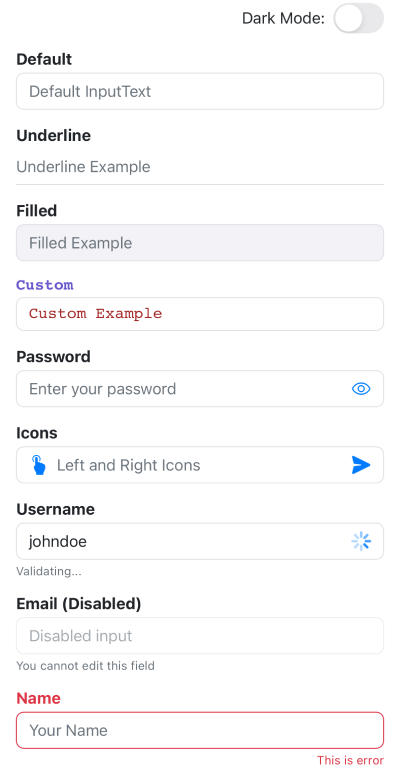 Dark Mode:
Default
Default InputText
Underline
Underline Example
Filled
Filled Example
Custom
Custom Example
Password
Enter your password
Icons
Left and Right Icons
Username
johndoe
Validating...
Email (Disabled)
Disabled input
You cannot edit this field
Name
Your Name
This is error